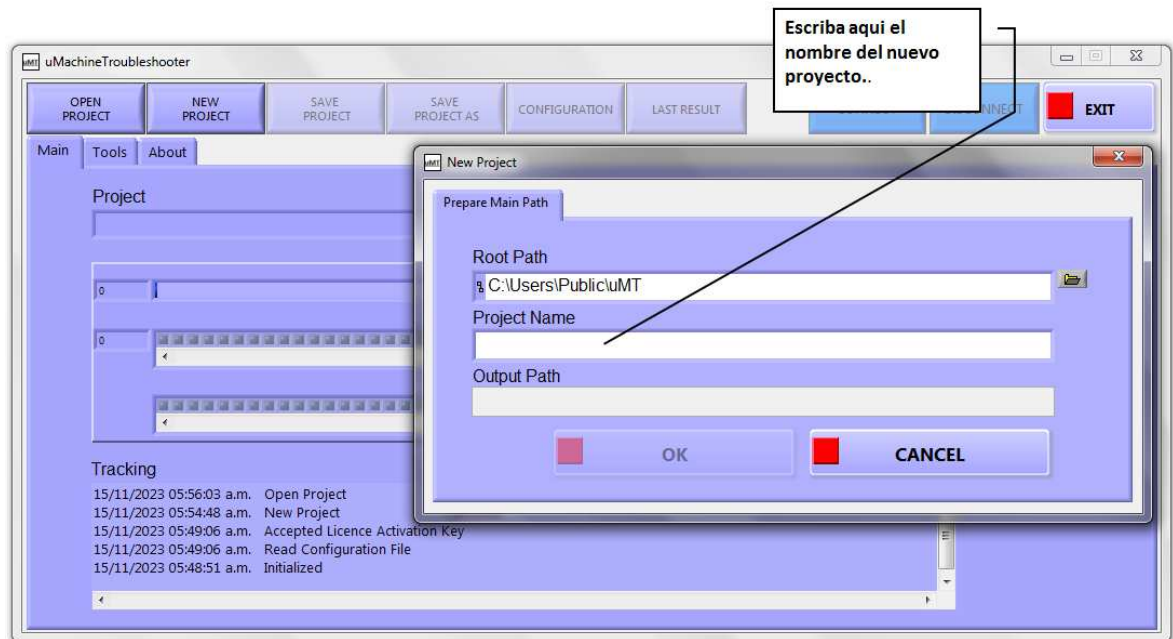 Escriba aqui el
nombre del nuevo
proyecto..
uMT uMachineTroubleshooter
OPEN
PROJECT
NEW
PROJECT
SAVE
PROJECT
SAVE
PROJECT AS
CONFIGURATION
LAST RESULT
EXIT
Main
Tools
About
Project
0
0
Tracking
15/11/2023 05:56:03 a.m. Open Project
15/11/2023 05:54:48 a.m. New Project
15/11/2023 05:49:06 a.m. Accepted Licence Activation Key
15/11/2023 05:49:06 a.m. Read Configuration File
15/11/2023 05:48:51 a.m. Initialized
uMT New Project
Prepare Main Path
Root Path
C:\Users\Public\uMT
Project Name
Output Path
OK
CANCEL